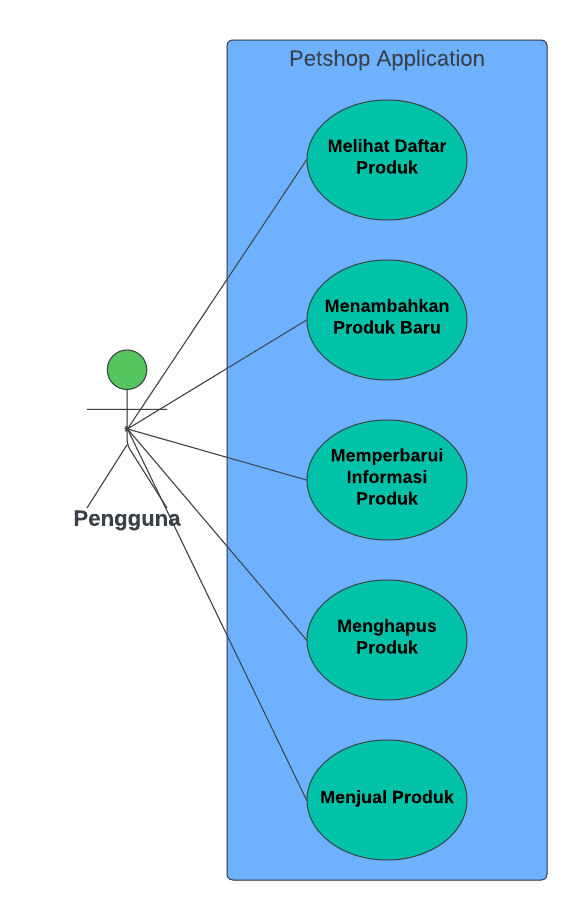 Petshop Application
Melihat Daftar
Produk
Menambahkan
Produk Baru
Memperbarui
Informasi
Produk
Pengguna
Menghapus
Produk
Menjual Produk